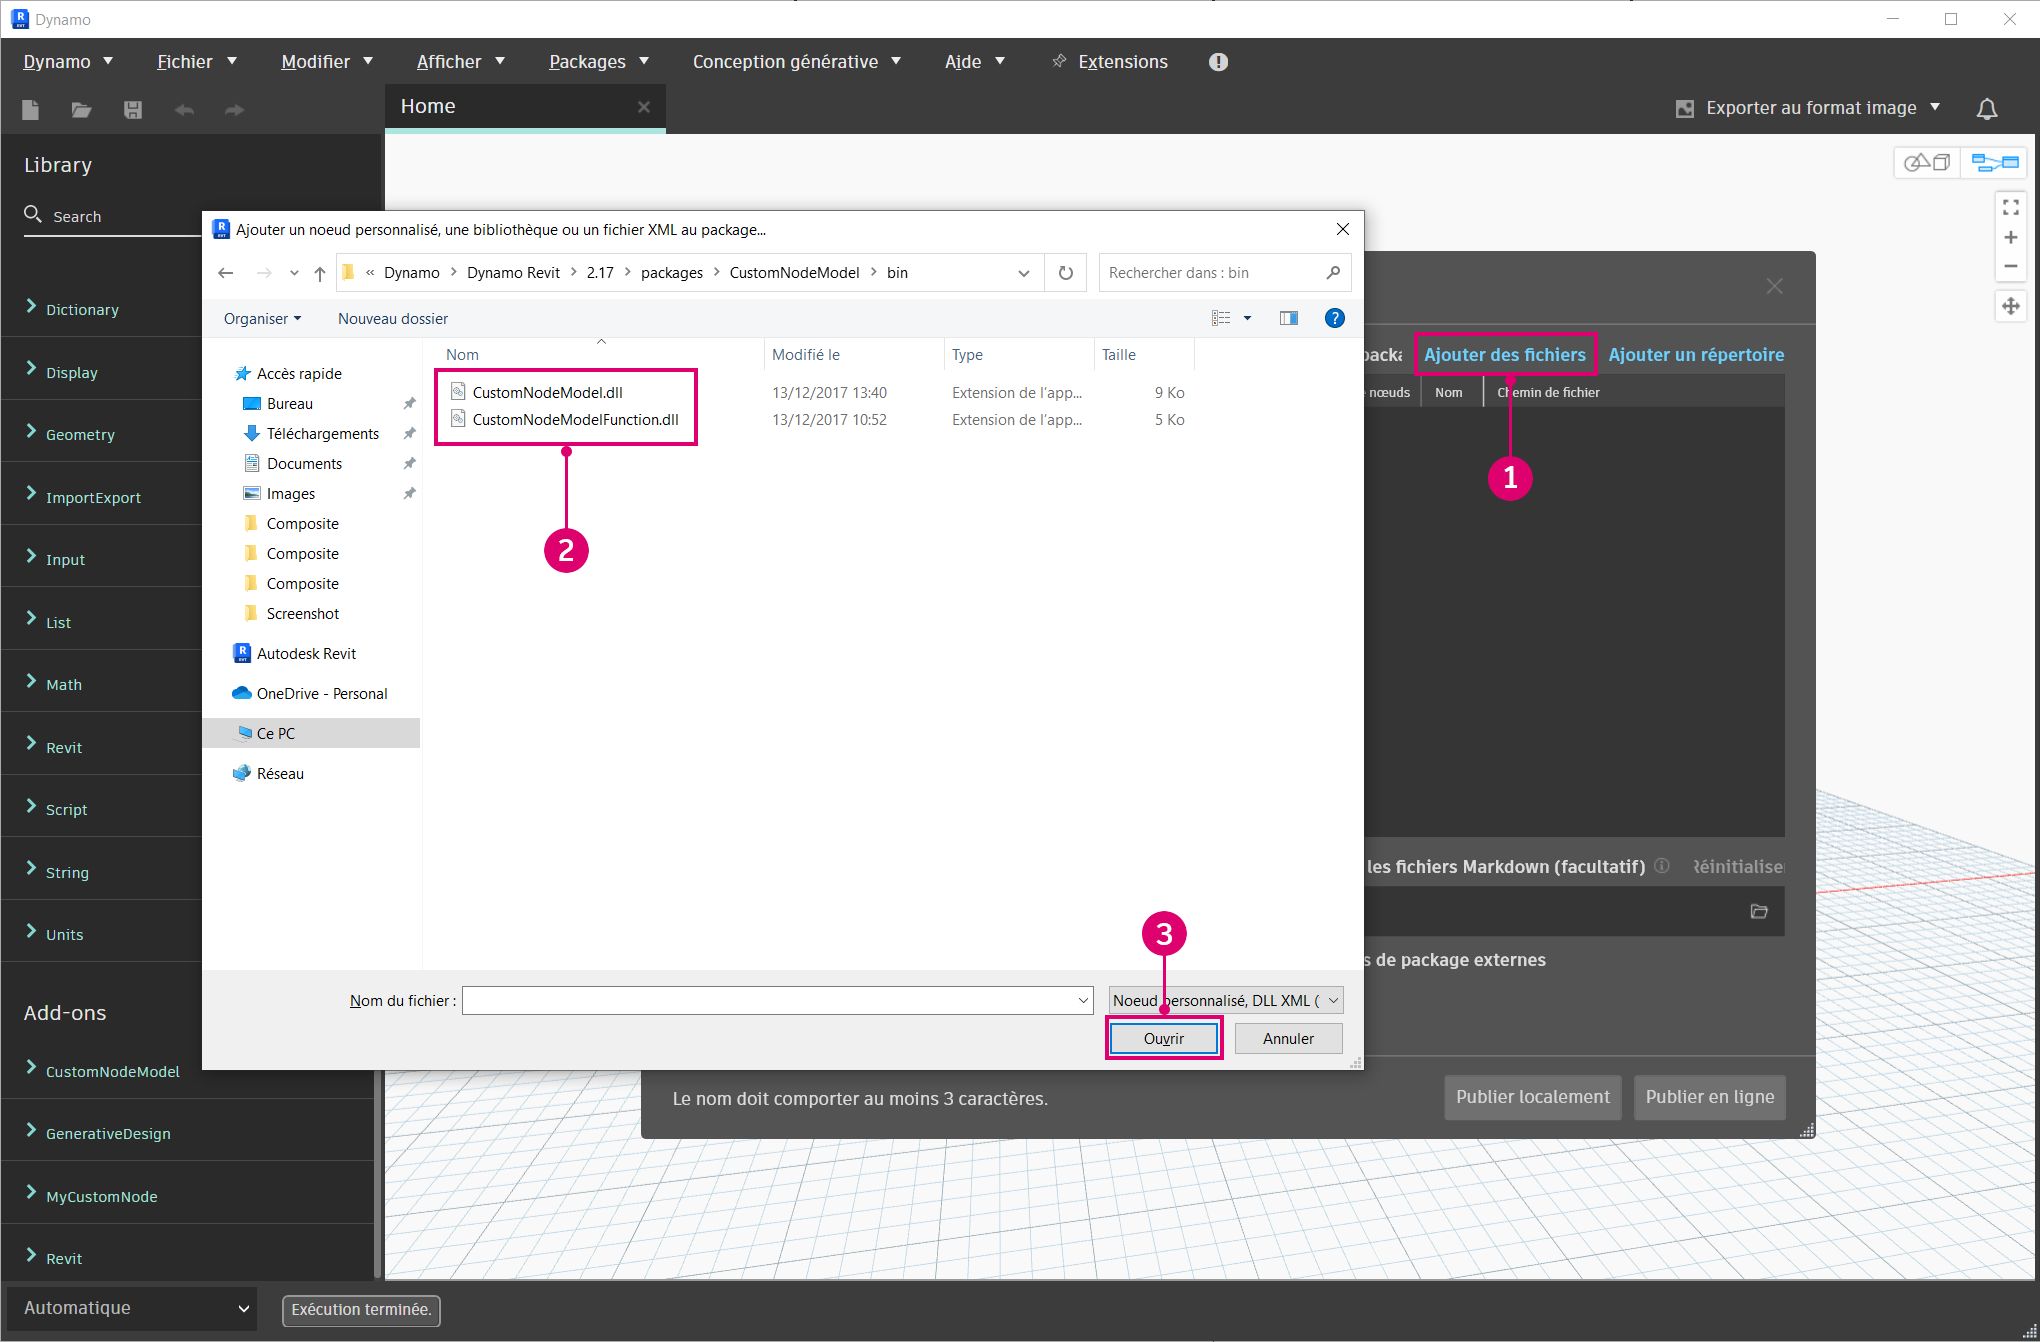 Dynamo
Dynamo Fichier Modifier Afficher Packages Conception générative Aide Extensions
Home
Exporter au format image
Library
Search
Dictionary
Display
Geometry
ImportExport
Input
List
Math
Revit
Script
String
Units
Add-ons
CustomNodeModel
GenerativeDesign
MyCustomNode
Revit
Automatique
Exécution terminée.
Ajouter un noeud personnalisé, une bibliothèque ou un fichier XML au package...
« Dynamo > Dynamo Revit > 2.17 > packages > CustomNodeModel > bin
Rechercher dans : bin
Organiser Nouveau dossier
?
Accès rapide
Bureau
Téléchargements
Documents
Images
Composite
Composite
Composite
Screenshot
Autodesk Revit
OneDrive - Personal
Ce PC
Réseau
Nom Modifié le Type Taille
CustomNodeModel.dll 13/12/2017 13:40 Extension de l'app... 9 Ko
CustomNodeModelFunction.dll 13/12/2017 10:52 Extension de l'app... 5 Ko
2
3
Nom du fichier :
Noeud personnalisé, DLL XML (
Ouvrir Annuler
Ajouter des fichiers Ajouter un répertoire
nœuds Nom Chemin de fichier
1
les fichiers Markdown (facultatif)
s de package externes
Le nom doit comporter au moins 3 caractères.
Publier localement Publier en ligne